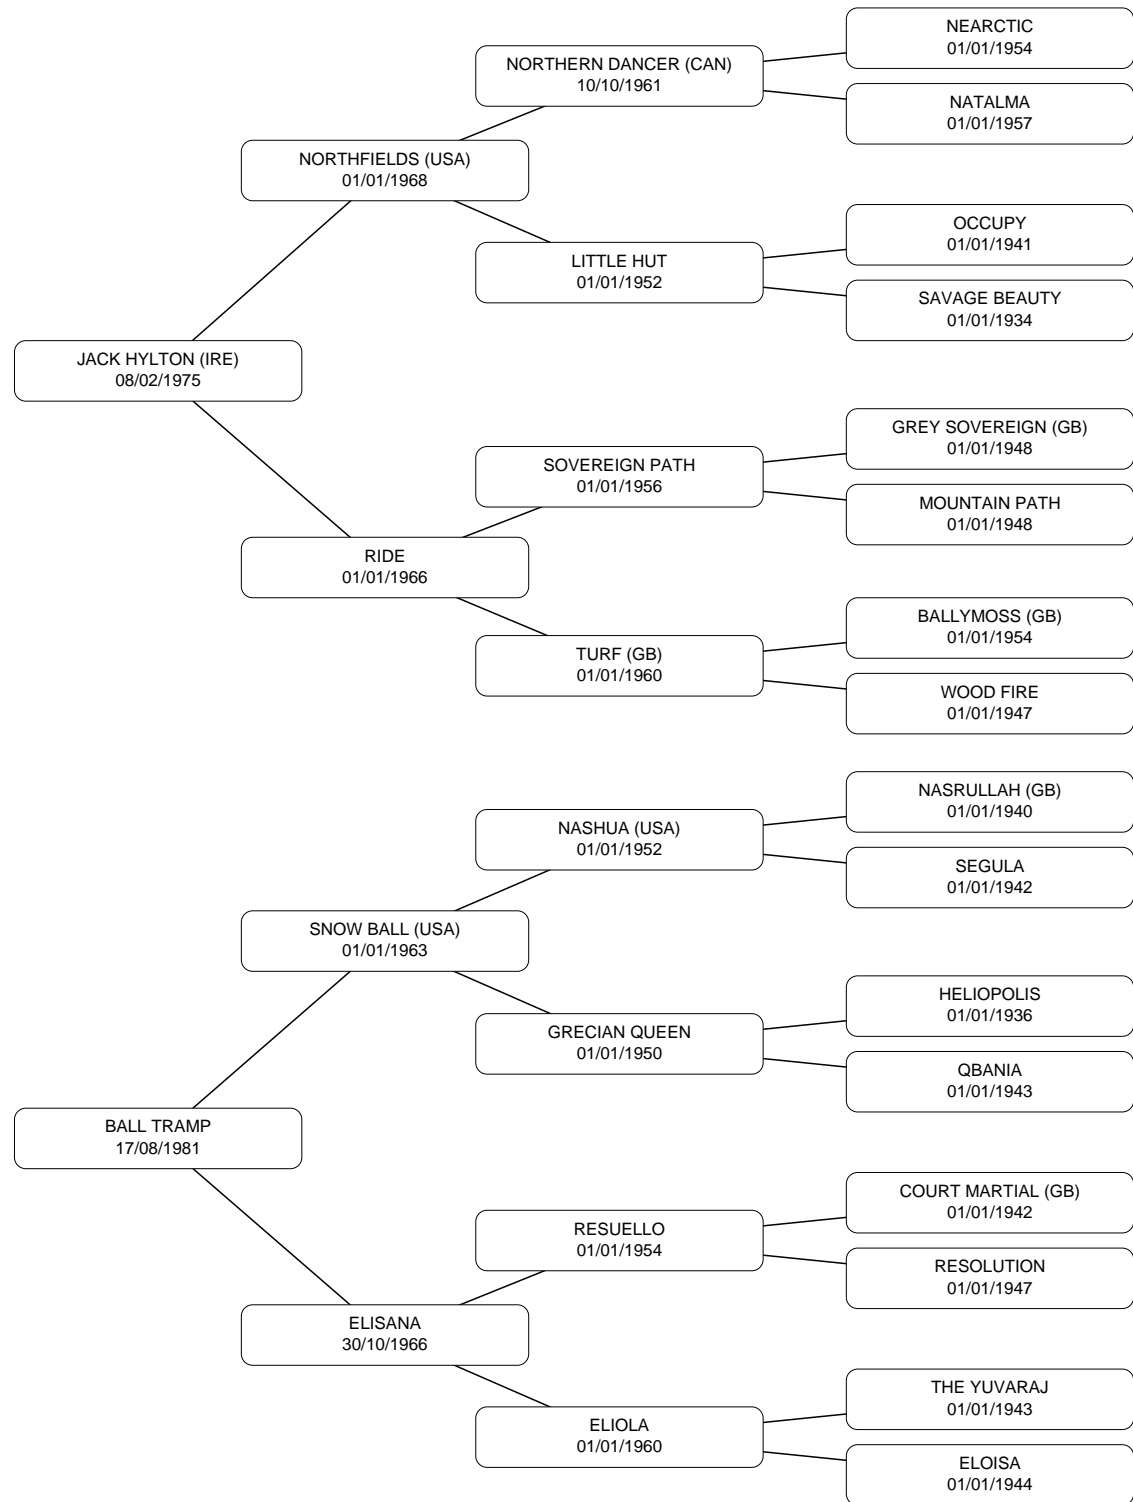 NEARCTIC
01/01/1954
NORTHERN DANCER (CAN)
10/10/1961
NATALMA
01/01/1957
NORTHFIELDS (USA)
01/01/1968
OCCUPY
01/01/1941
LITTLE HUT
01/01/1952
SAVAGE BEAUTY
01/01/1934
JACK HYLTON (IRE)
08/02/1975
GREY SOVEREIGN (GB)
01/01/1948
SOVEREIGN PATH
01/01/1956
MOUNTAIN PATH
01/01/1948
RIDE
01/01/1966
BALLYMOSS (GB)
01/01/1954
TURF (GB)
01/01/1960
WOOD FIRE
01/01/1947
NASRULLAH (GB)
01/01/1940
NASHUA (USA)
01/01/1952
SEGULA
01/01/1942
SNOW BALL (USA)
01/01/1963
HELIOPOLIS
01/01/1936
GRECIAN QUEEN
01/01/1950
QBANIA
01/01/1943
BALL TRAMP
17/08/1981
COURT MARTIAL (GB)
01/01/1942
RESUELLO
01/01/1954
RESOLUTION
01/01/1947
ELISANA
30/10/1966
THE YUVARAJ
01/01/1943
ELIOLA
01/01/1960
ELOISA
01/01/1944